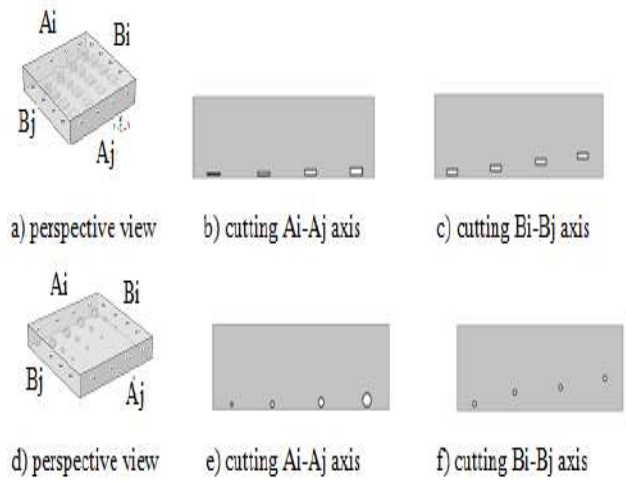 Ai
Bi
Bj
Aj
a) perspective view
b) cutting Ai-Aj axis
c) cutting Bi-Bj axis
Ai
Bi
Bj
Aj
d) perspective view
e) cutting Ai-Aj axis
f) cutting Bi-Bj axis